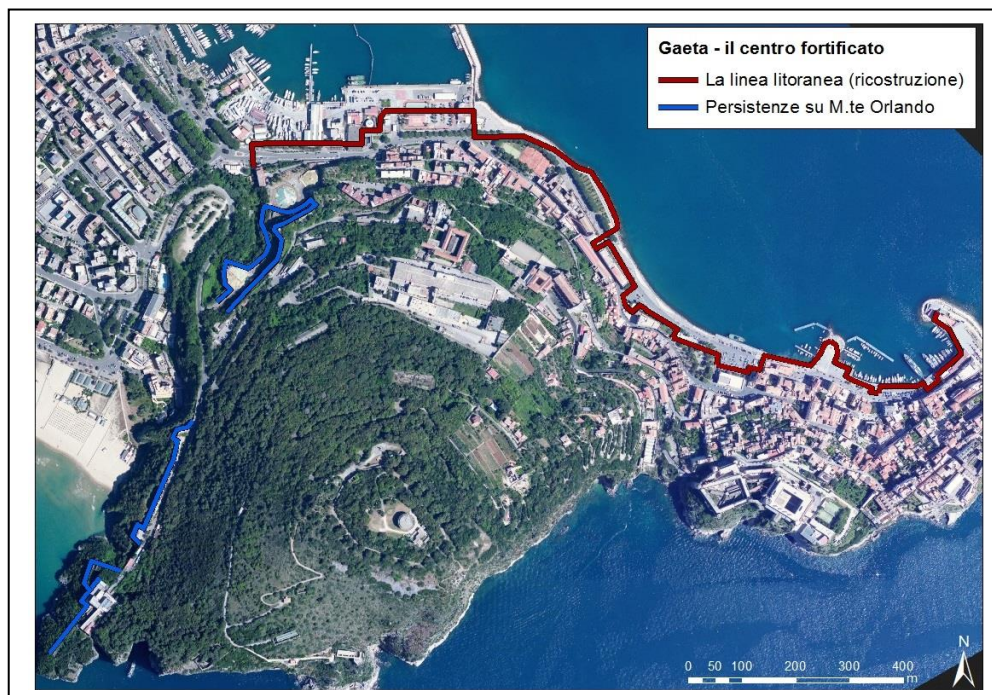 Gaeta - il centro fortificato
La linea litoranea (ricostruzione)
Persistenze su M.te Orlando
N
0 50 100 200 300 400
m